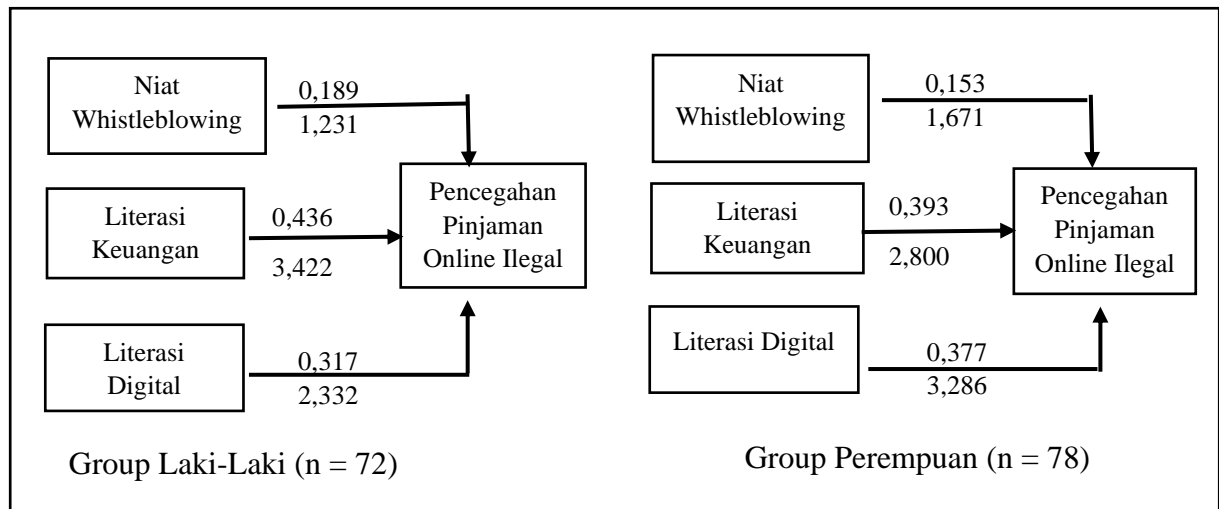 Niat
Whistleblowing
0,189
1,231
Literasi
Keuangan
0,436
3,422
Literasi
Digital
0,317
2,332
Pencegahan
Pinjaman
Online Ilegal
Group Laki-Laki (n = 72)
Niat
Whistleblowing
0,153
1,671
Literasi
Keuangan
0,393
2,800
Literasi Digital
0,377
3,286
Pencegahan
Pinjaman
Online Ilegal
Group Perempuan (n = 78)